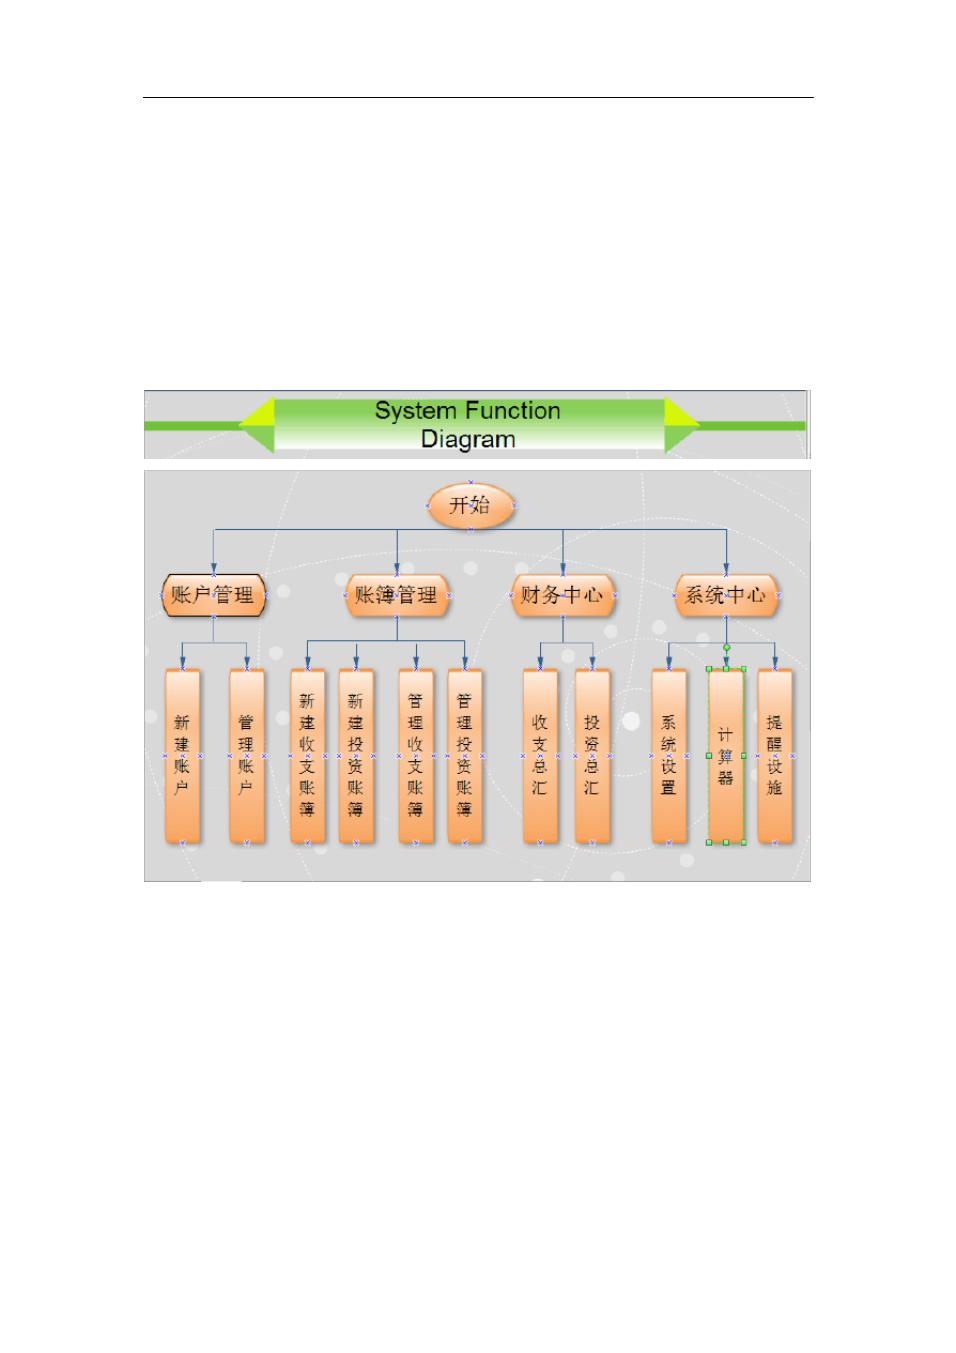 System Function
Diagram
开始
账户管理
账簿管理
财务中心
系统中心
新建账户
管理账户
新建收支账簿
新建投资账簿
管理收支账簿
管理投资账簿
收支总汇
投资总汇
系统设置
计算器
提醒设施